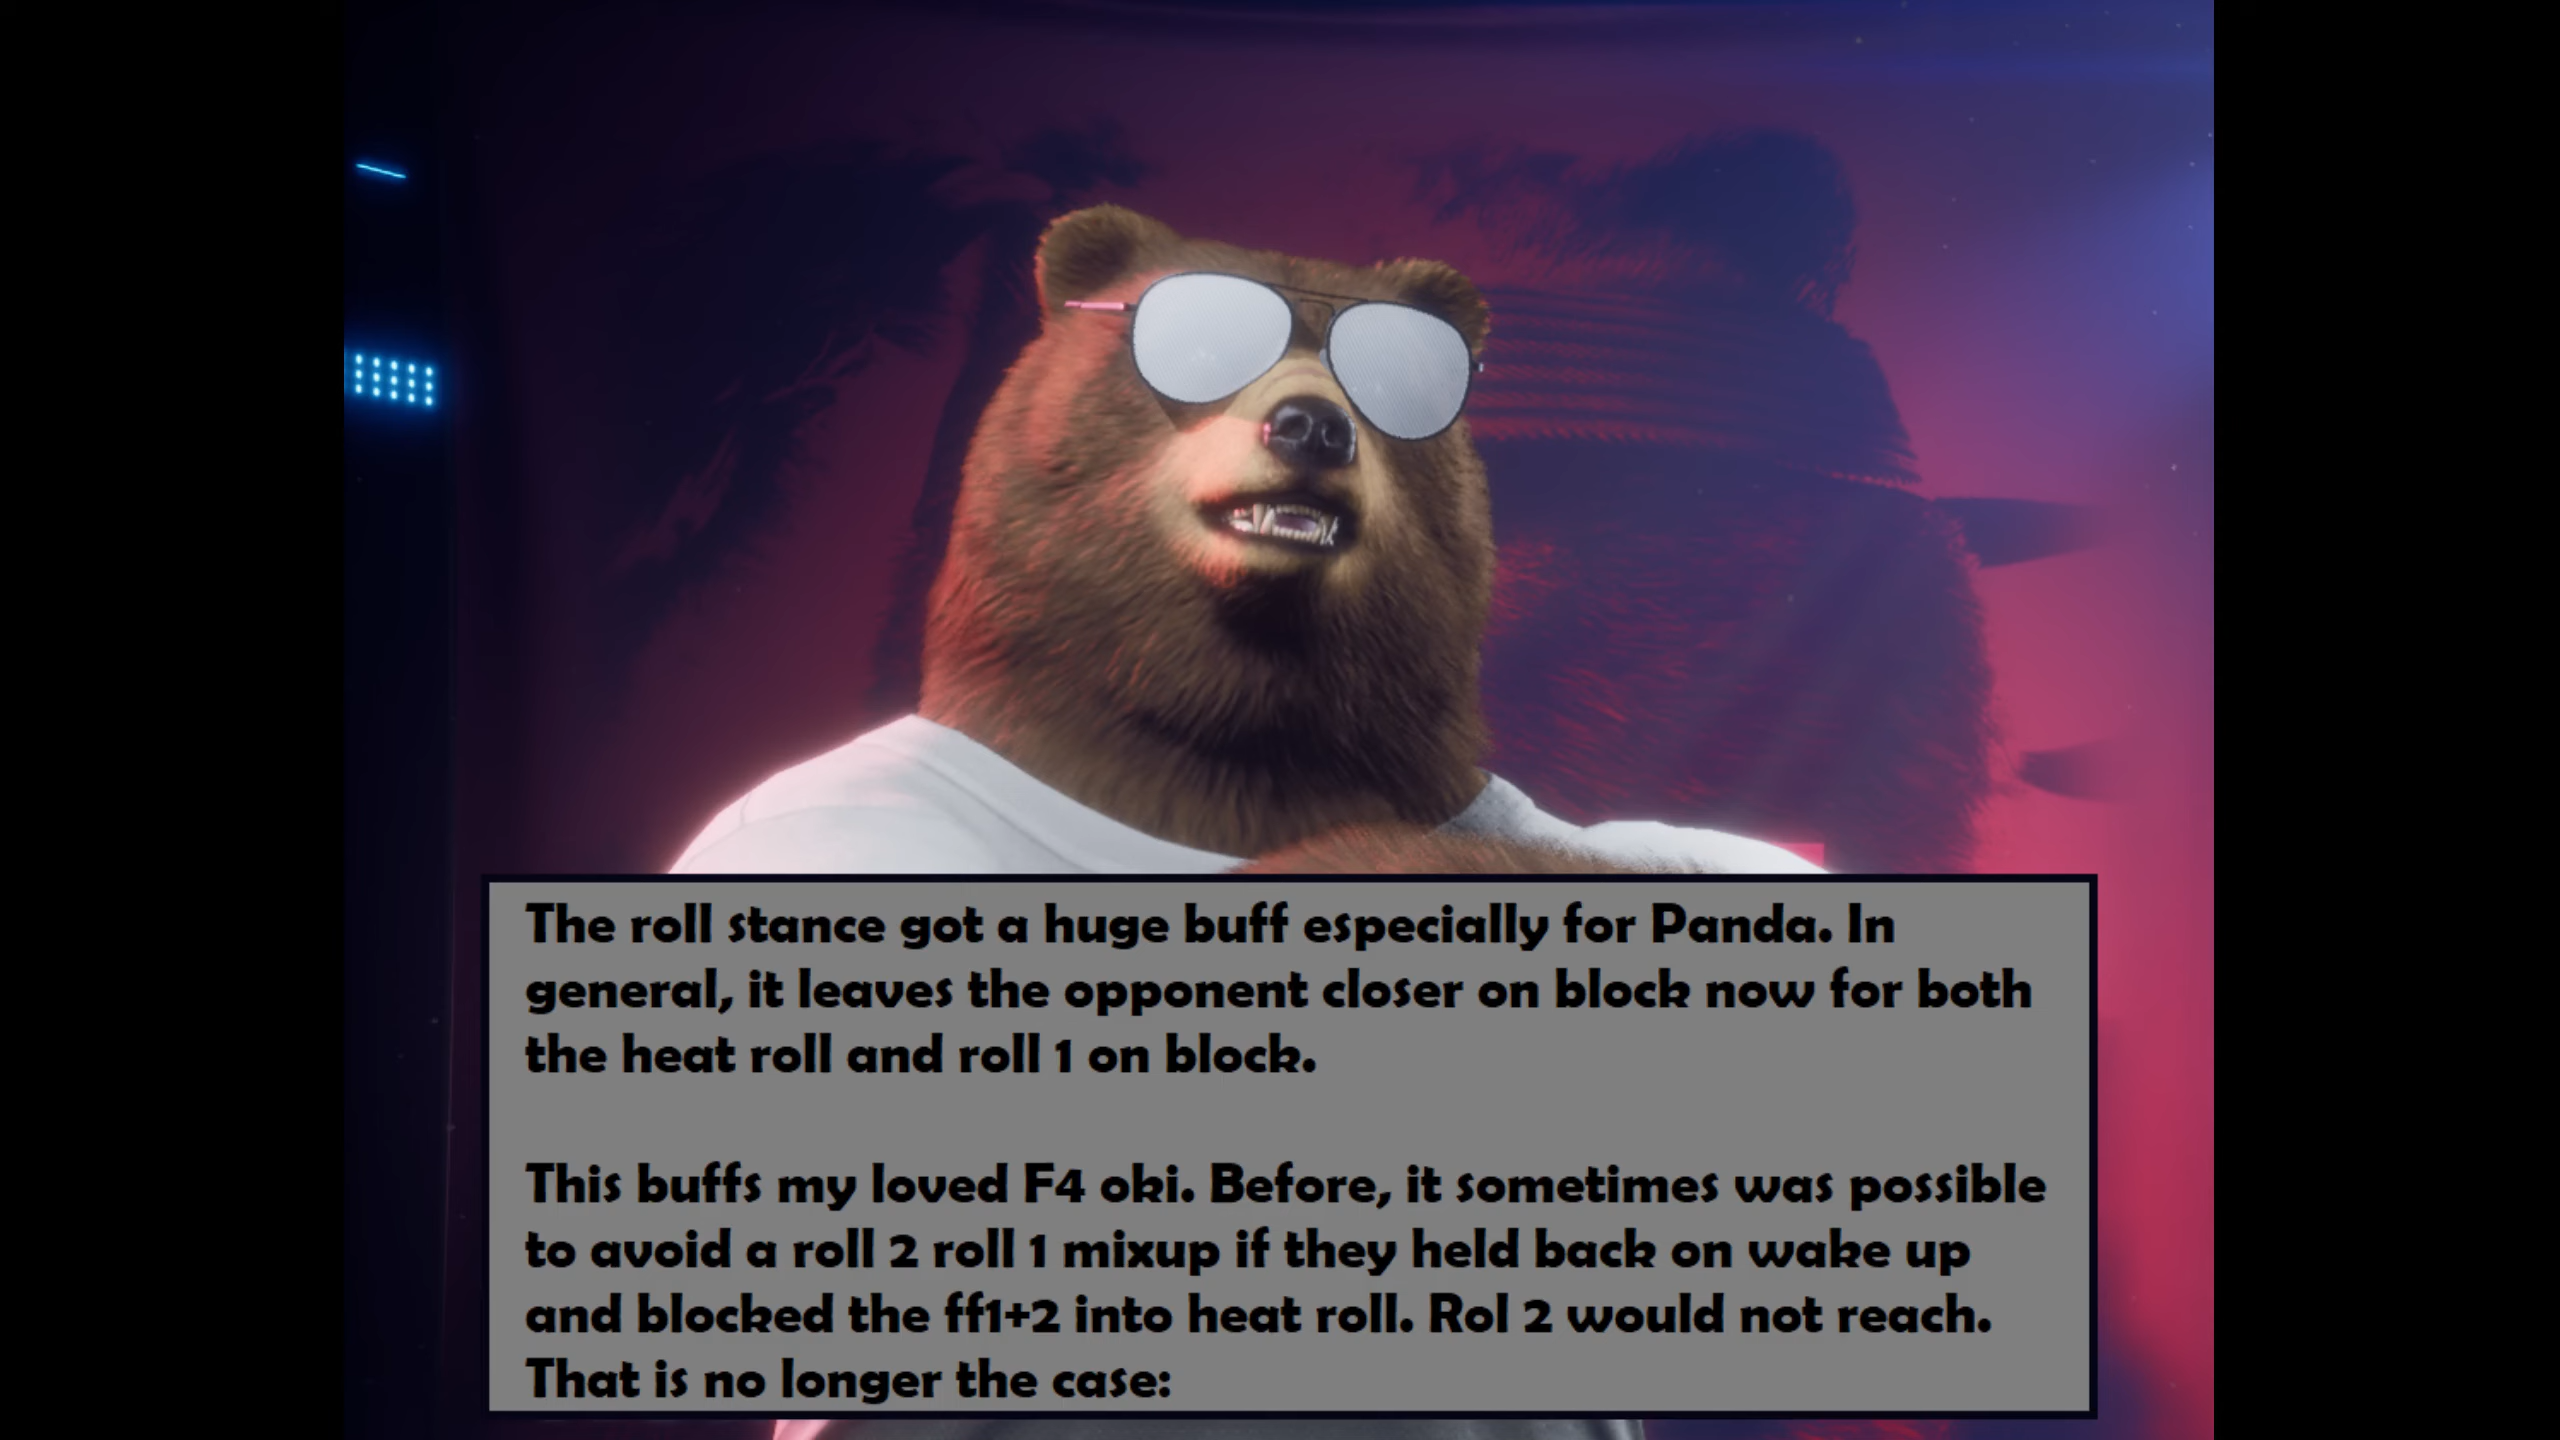 The roll stance got a huge buff especially for Panda. In
general, it leaves the opponent closer on block now for both
the heat roll and roll 1 on block.
This buffs my loved F4 oki. Before, it sometimes was possible
to avoid a roll 2 roll 1 mixup if they held back on wake up
and blocked the ff1+2 into heat roll. Rol 2 would not reach.
That is no longer the case: